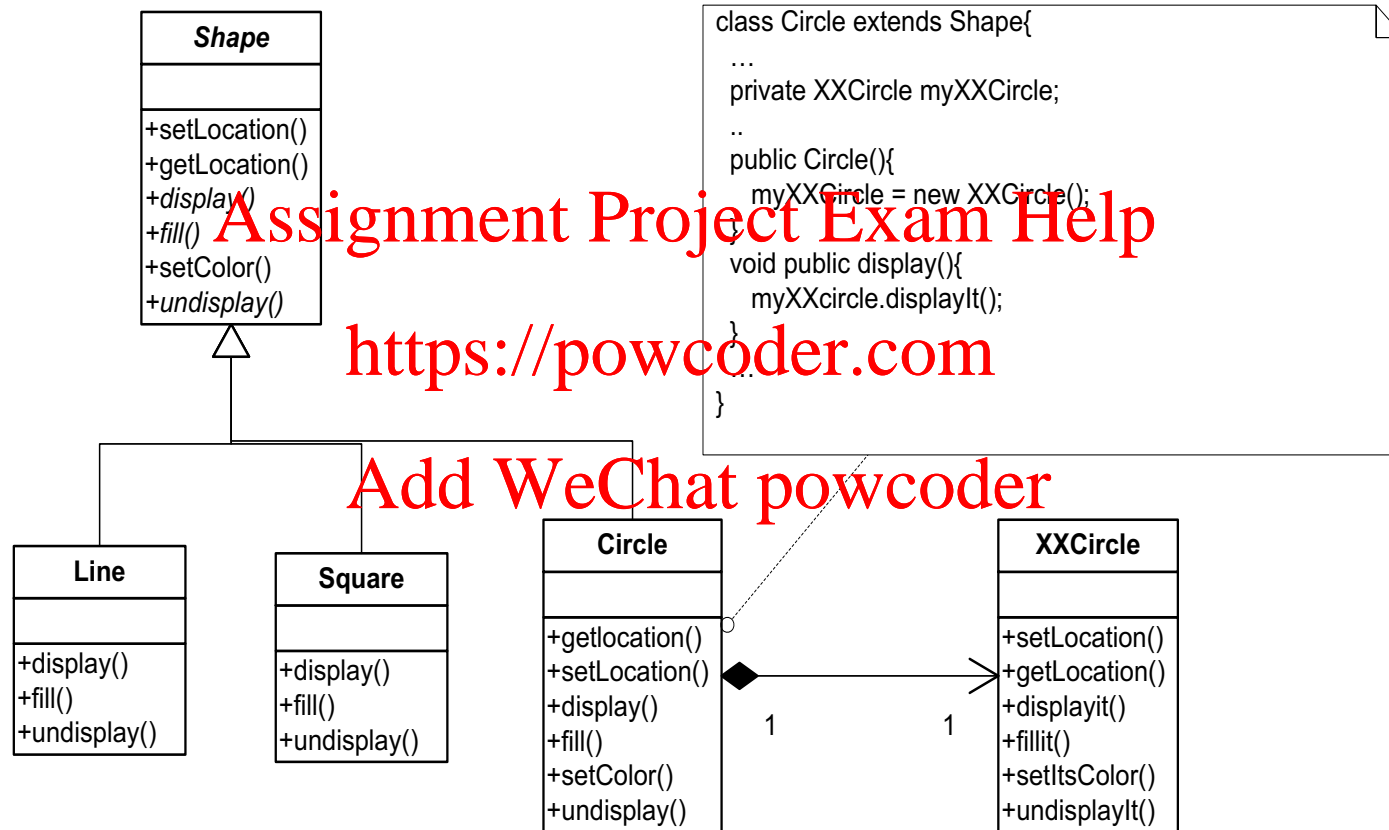 Shape
+setLocation()
+getLocation()
+display()
+fill()
+setColor()
+undisplay()
class Circle extends Shape{
…
private XXCircle myXXCircle;
..
public Circle(){
myXXCircle = new XXCircle();
}
void public display(){
myXXcircle.displayIt();
}
…
}
Assignment Project Exam Help
https://powcoder.com
Add WeChat powcoder
Line
+display()
+fill()
+undisplay()
Square
+display()
+fill()
+undisplay()
Circle
+getlocation()
+setLocation()
+display()
+fill()
+setColor()
+undisplay()
1
1
XXCircle
+setLocation()
+getLocation()
+displayit()
+fillit()
+setItsColor()
+undisplayIt()